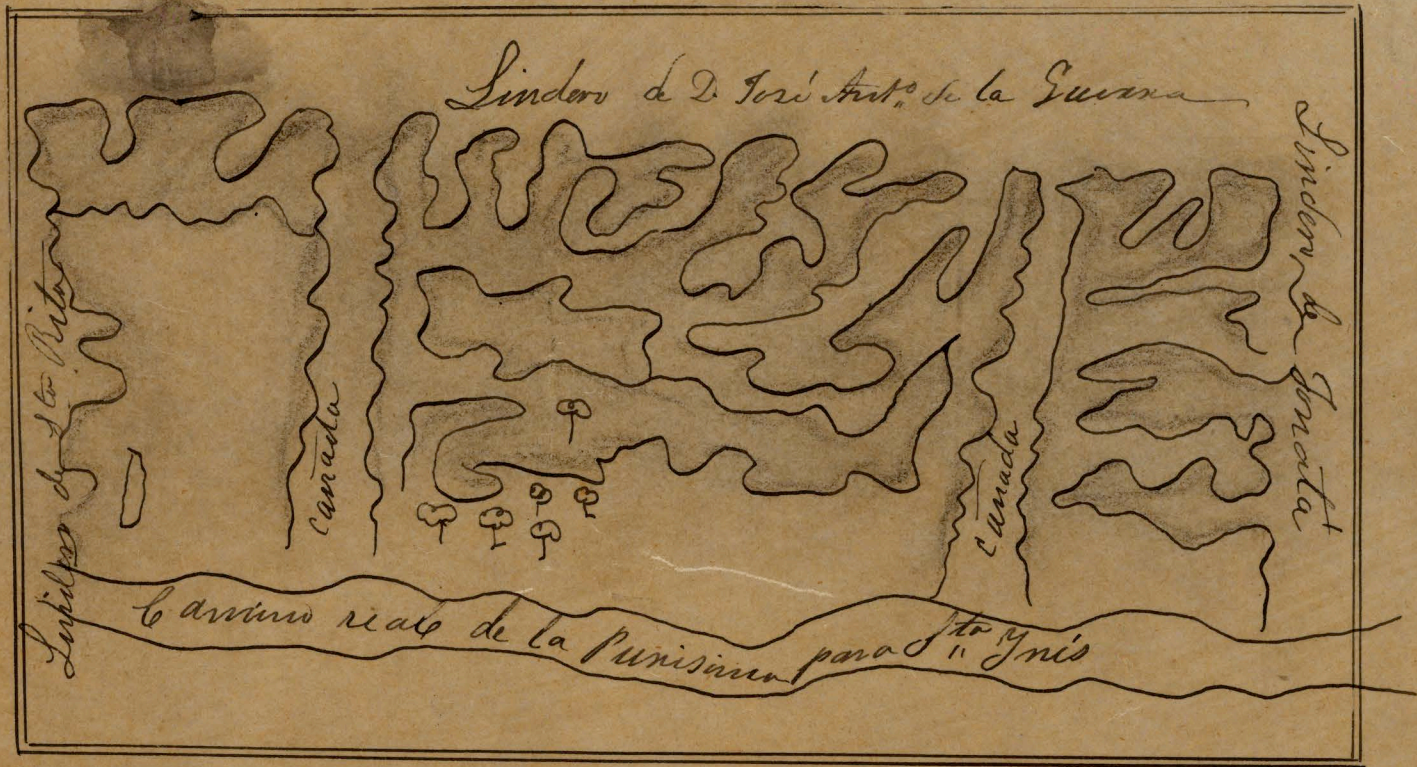 Lindero de D. José Anto. de la Guerra
Lindero de Jonata
de Sta Rita
cañada
cañada
Camino real de la Purisima para Sta Ynés